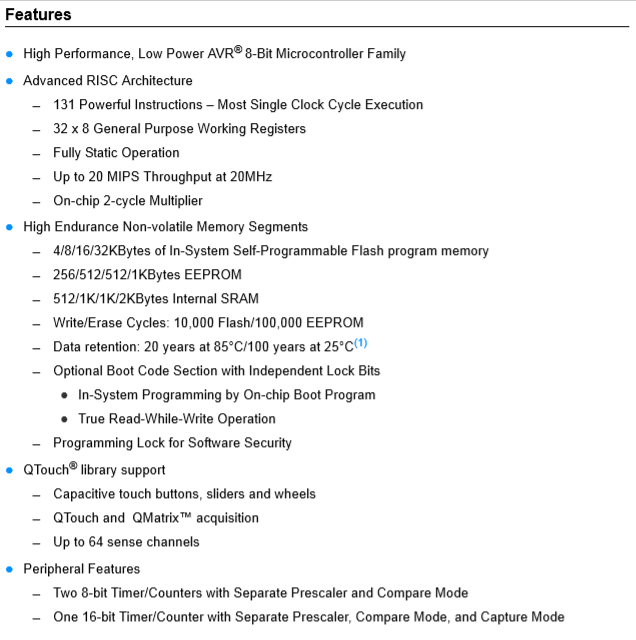 Features
• High Performance, Low Power AVR® 8-Bit Microcontroller Family
• Advanced RISC Architecture
– 131 Powerful Instructions – Most Single Clock Cycle Execution
– 32 x 8 General Purpose Working Registers
– Fully Static Operation
– Up to 20 MIPS Throughput at 20MHz
– On-chip 2-cycle Multiplier
• High Endurance Non-volatile Memory Segments
– 4/8/16/32KBytes of In-System Self-Programmable Flash program memory
– 256/512/512/1KBytes EEPROM
– 512/1K/1K/2KBytes Internal SRAM
– Write/Erase Cycles: 10,000 Flash/100,000 EEPROM
– Data retention: 20 years at 85°C/100 years at 25°C(1)
– Optional Boot Code Section with Independent Lock Bits
• In-System Programming by On-chip Boot Program
• True Read-While-Write Operation
– Programming Lock for Software Security
• QTouch® library support
– Capacitive touch buttons, sliders and wheels
– QTouch and QMatrix™ acquisition
– Up to 64 sense channels
• Peripheral Features
– Two 8-bit Timer/Counters with Separate Prescaler and Compare Mode
– One 16-bit Timer/Counter with Separate Prescaler, Compare Mode, and Capture Mode